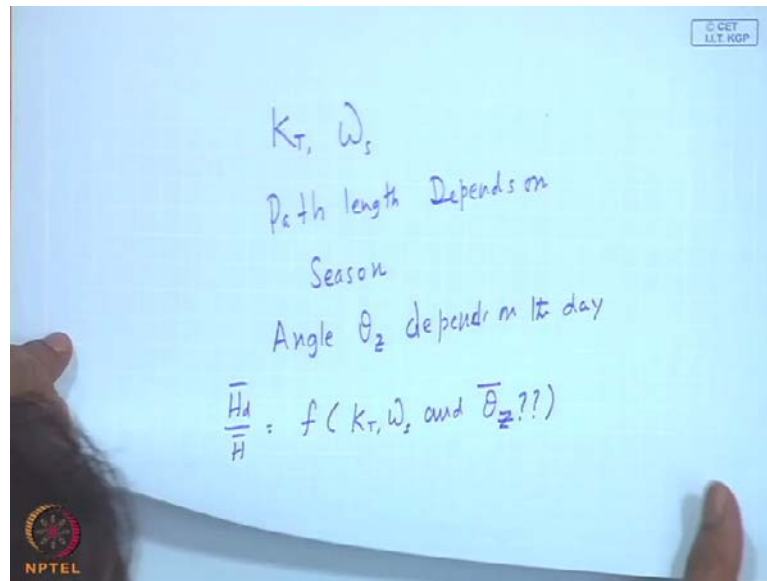 © CET
I.I.T. KGP
K_T, ω_s
Path length Depends on
Season
Angle θ_z depends on the day
H̅d/H̅ = f ( K_T, ω_s and θ̅_z ?? )
NPTEL